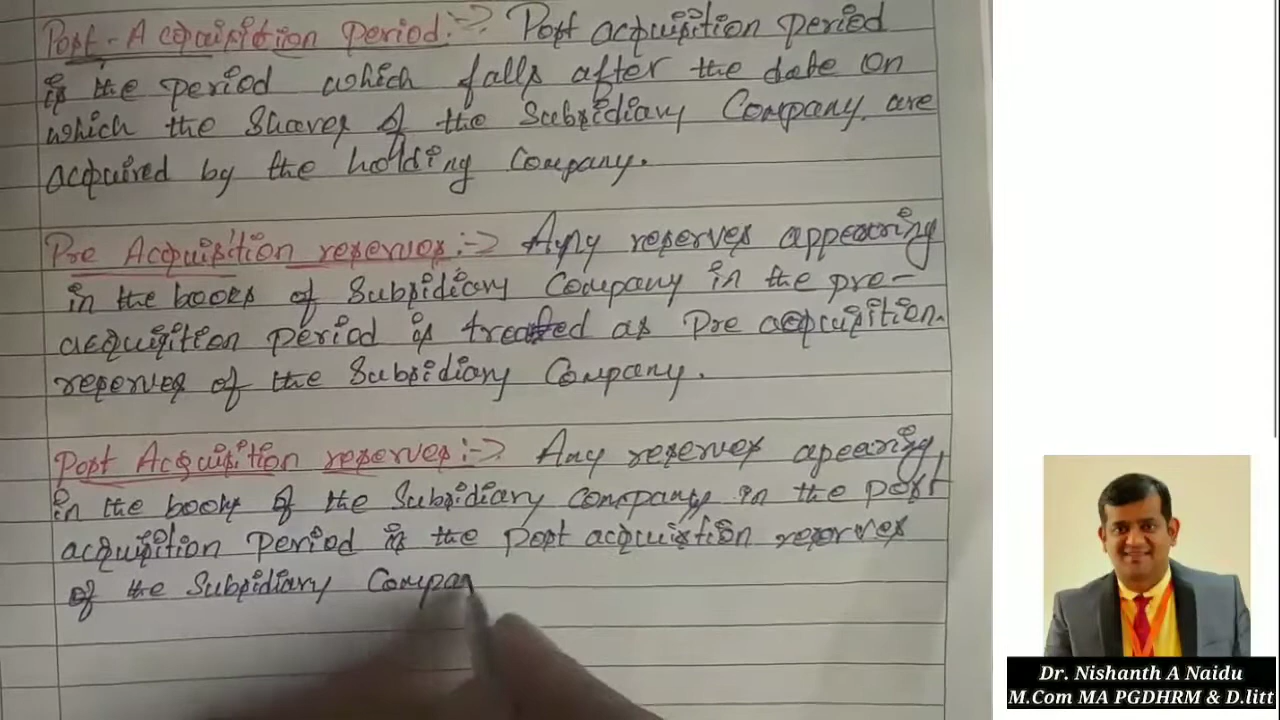 Post-Acquisition period :-> Post acquisition period
is the period which falls after the date on
which the Shares of the Subsidiary Company are
acquired by the holding Company.
Pre Acquisition reserves :-> Any reserves appearing
in the books of Subsidiary Company in the pre-
acquisition period is treated as Pre acquisition
reserves of the Subsidiary Company.
Post Acquisition reserves :-> Any reserves apearing
in the books of the Subsidiary company in the post
acquisition Period is the Post acquisition reserves
of the Subsidiary Compan
Dr. Nishanth A Naidu
M.Com MA PGDHRM & D.litt